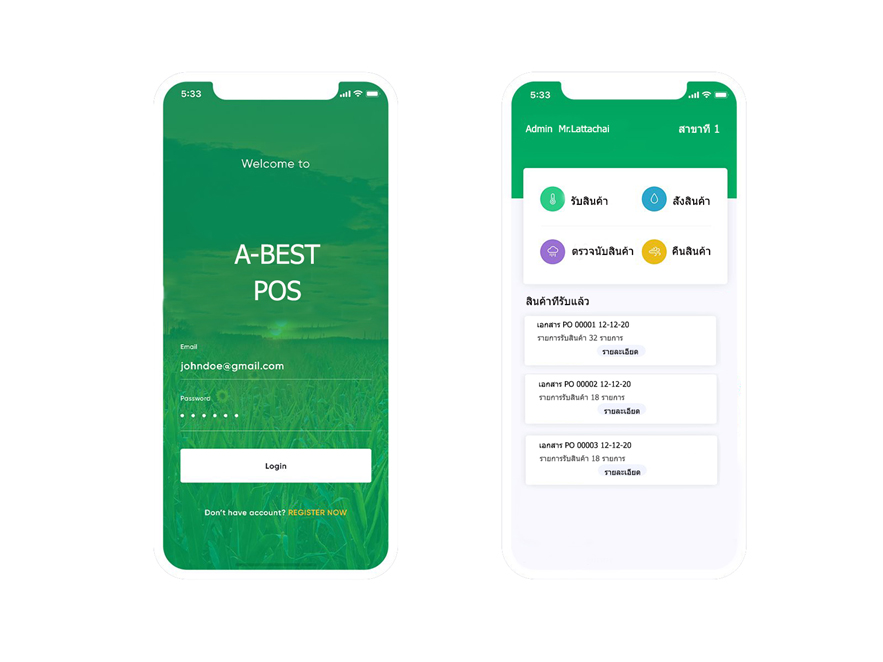 5:33
Welcome to
A-BEST
POS
Email
johndoe@gmail.com
Password
Login
Don't have account? REGISTER NOW
5:33
Admin Mr.Lattachai สาขาที่ 1
รับสินค้า สั่งสินค้า
ตรวจนับสินค้า คืนสินค้า
สินค้าที่รับแล้ว
เอกสาร PO 00001 12-12-20
รายการรับสินค้า 32 รายการ
รายละเอียด
เอกสาร PO 00002 12-12-20
รายการรับสินค้า 18 รายการ
รายละเอียด
เอกสาร PO 00003 12-12-20
รายการรับสินค้า 18 รายการ
รายละเอียด